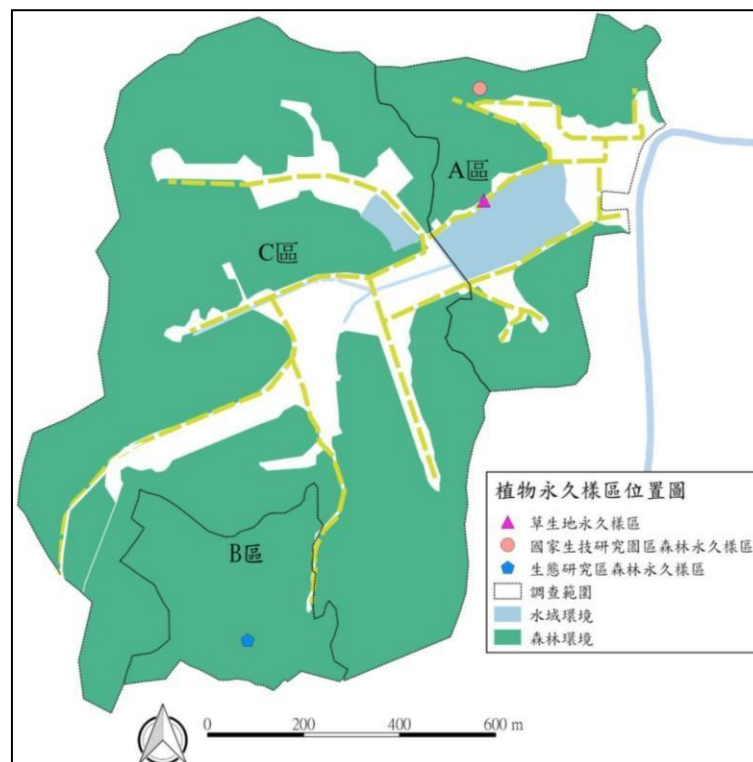 A區
C區
B區
植物永久樣區位置圖
草生地永久樣區
國家生技研究園區森林永久樣區
生態研究區森林永久樣區
調查範圍
水域環境
森林環境
0 200 400 600 m